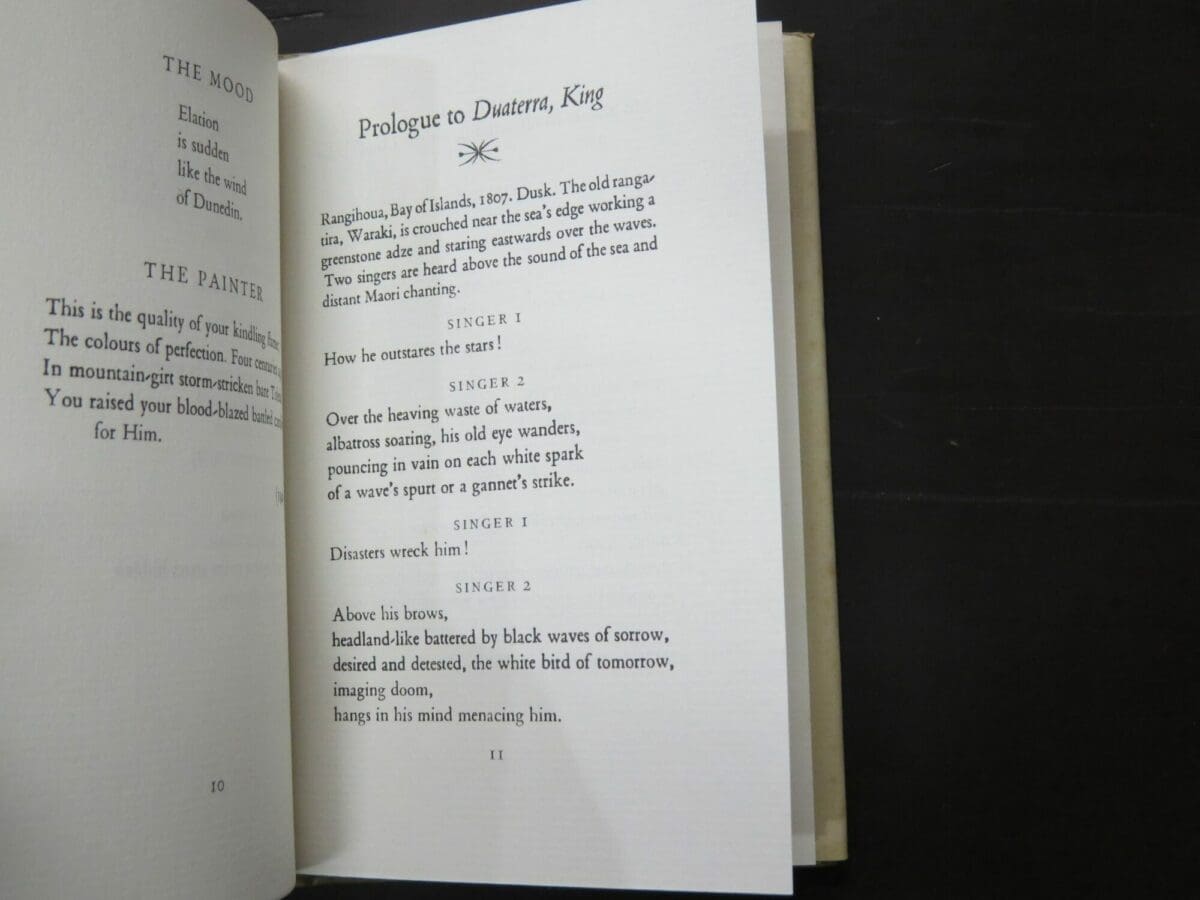 THE MOOD
Elation
is sudden
like the wind
of Dunedin.
THE PAINTER
This is the quality of your kindling
The colours of perfection. Four centuries
In mountain-girt storm-stricken bare
You raised your blood-blazed battled
for Him.
10
Prologue to Duaterra, King
Rangihoua, Bay of Islands, 1807. Dusk. The old ranga-
tira, Waraki, is crouched near the sea's edge working a
greenstone adze and staring eastwards over the waves.
Two singers are heard above the sound of the sea and
distant Maori chanting.
SINGER 1
How he outstares the stars!
SINGER 2
Over the heaving waste of waters,
albatross soaring, his old eye wanders,
pouncing in vain on each white spark
of a wave's spurt or a gannet's strike.
SINGER 1
Disasters wreck him!
SINGER 2
Above his brows,
headland-like battered by black waves of sorrow,
desired and detested, the white bird of tomorrow,
imaging doom,
hangs in his mind menacing him.
11